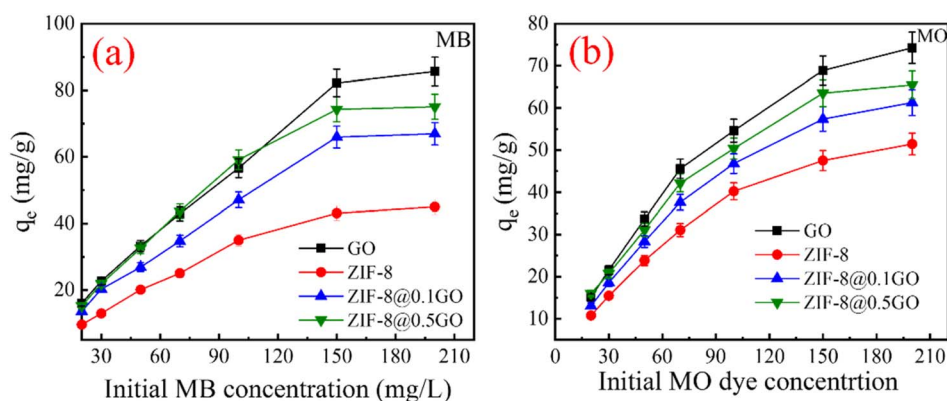 (a)
MB
100
80
60
40
20
qe (mg/g)
GO
ZIF-8
ZIF-8@0.1GO
ZIF-8@0.5GO
30 60 90 120 150 180 210
Initial MB concentration (mg/L)
(b)
MO
80
70
60
50
40
30
20
10
qe (mg/g)
GO
ZIF-8
ZIF-8@0.1GO
ZIF-8@0.5GO
0 30 60 90 120 150 180 210
Initial MO dye concentrtion